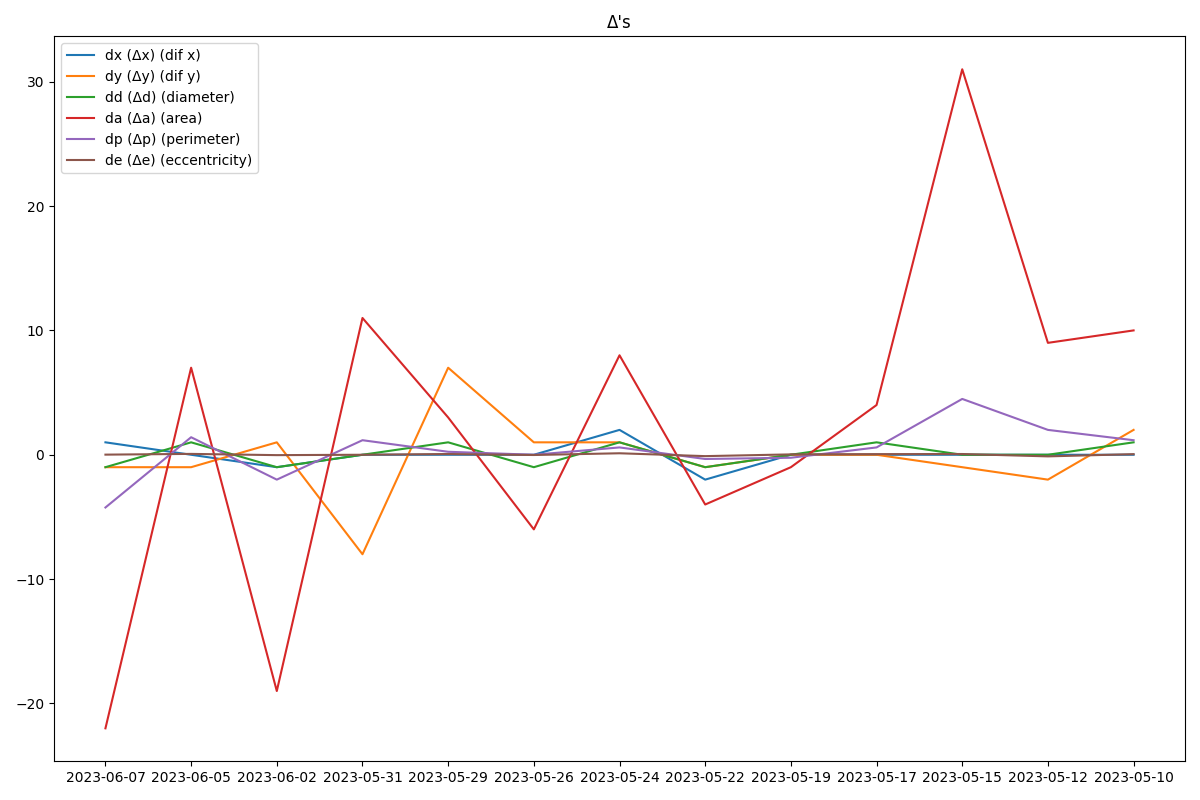 Δ's
dx (Δx) (dif x)
dy (Δy) (dif y)
dd (Δd) (diameter)
da (Δa) (area)
dp (Δp) (perimeter)
de (Δe) (eccentricity)
30
20
10
0
−10
−20
2023-06-07 2023-06-05 2023-06-02 2023-05-31 2023-05-29 2023-05-26 2023-05-24 2023-05-22 2023-05-19 2023-05-17 2023-05-15 2023-05-12 2023-05-10